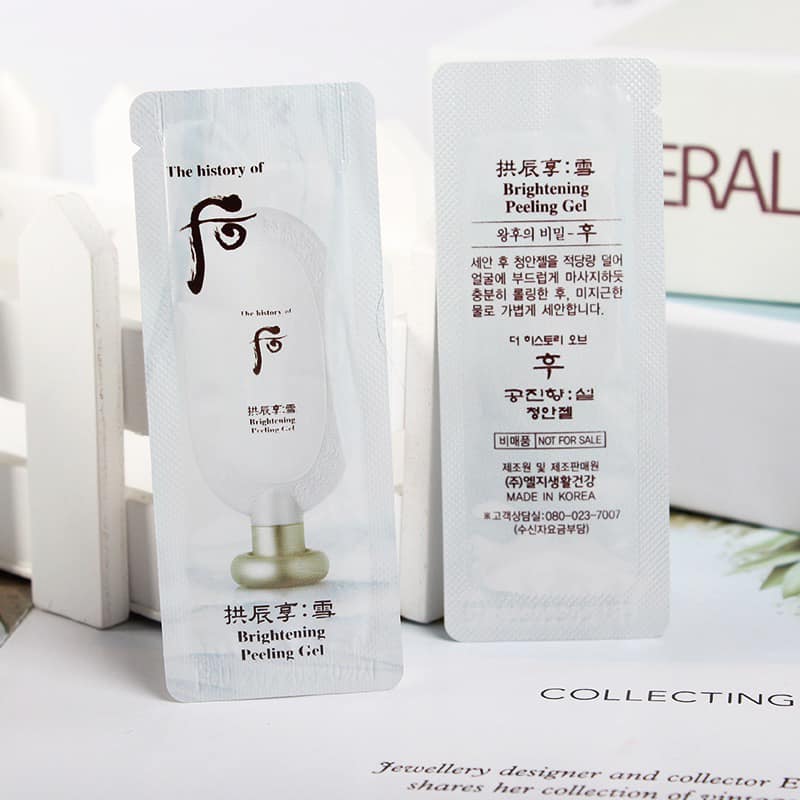 The history of
후
The history of
후
拱辰享:雪
Brightening
Peeling Gel
拱辰享:雪
Brightening
Peeling Gel
拱辰享:雪
Brightening
Peeling Gel
왕후의 비밀-후
세안 후 청안젤을 적당량 덜어
얼굴에 부드럽게 마사지하듯
충분히 롤링한 후, 미지근한
물로 가볍게 세안합니다.
더 히스토리 오브
후
공진향:설
청안젤
비매품 NOT FOR SALE
제조원 및 제조판매원
(주)엘지생활건강
MADE IN KOREA
※고객상담실:080-023-7007
(수신자요금부담)
ERAL
COLLECTING
Jewellery designer and collector E
shares her collection of vintage